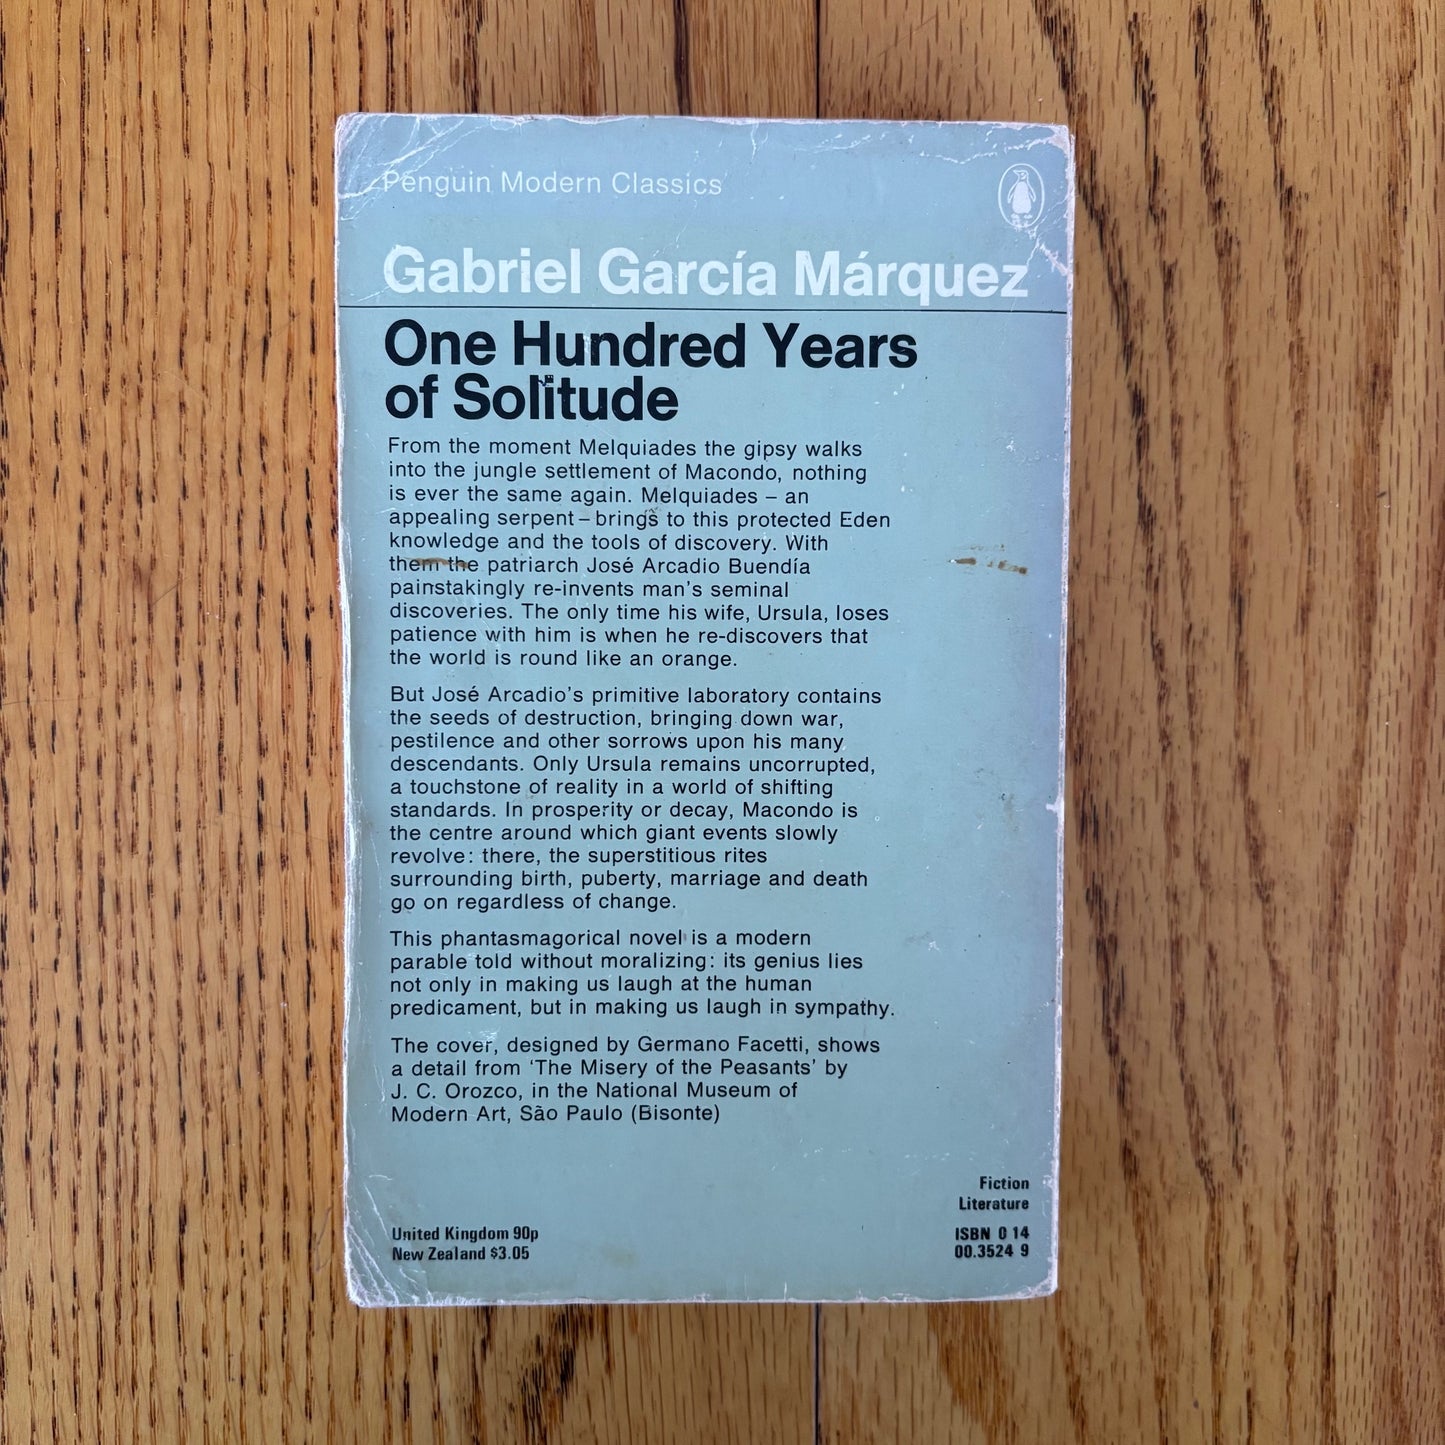 Penguin Modern Classics
Gabriel García Márquez
One Hundred Years
of Solitude
From the moment Melquiades the gipsy walks
into the jungle settlement of Macondo, nothing
is ever the same again. Melquiades – an
appealing serpent – brings to this protected Eden
knowledge and the tools of discovery. With
them the patriarch José Arcadio Buendía
painstakingly re-invents man's seminal
discoveries. The only time his wife, Ursula, loses
patience with him is when he re-discovers that
the world is round like an orange.
But José Arcadio's primitive laboratory contains
the seeds of destruction, bringing down war,
pestilence and other sorrows upon his many
descendants. Only Ursula remains uncorrupted,
a touchstone of reality in a world of shifting
standards. In prosperity or decay, Macondo is
the centre around which giant events slowly
revolve: there, the superstitious rites
surrounding birth, puberty, marriage and death
go on regardless of change.
This phantasmagorical novel is a modern
parable told without moralizing: its genius lies
not only in making us laugh at the human
predicament, but in making us laugh in sympathy.
The cover, designed by Germano Facetti, shows
a detail from 'The Misery of the Peasants' by
J. C. Orozco, in the National Museum of
Modern Art, São Paulo (Bisonte)
Fiction
Literature
United Kingdom 90p
New Zealand $3.05
ISBN 0 14
00.3524 9